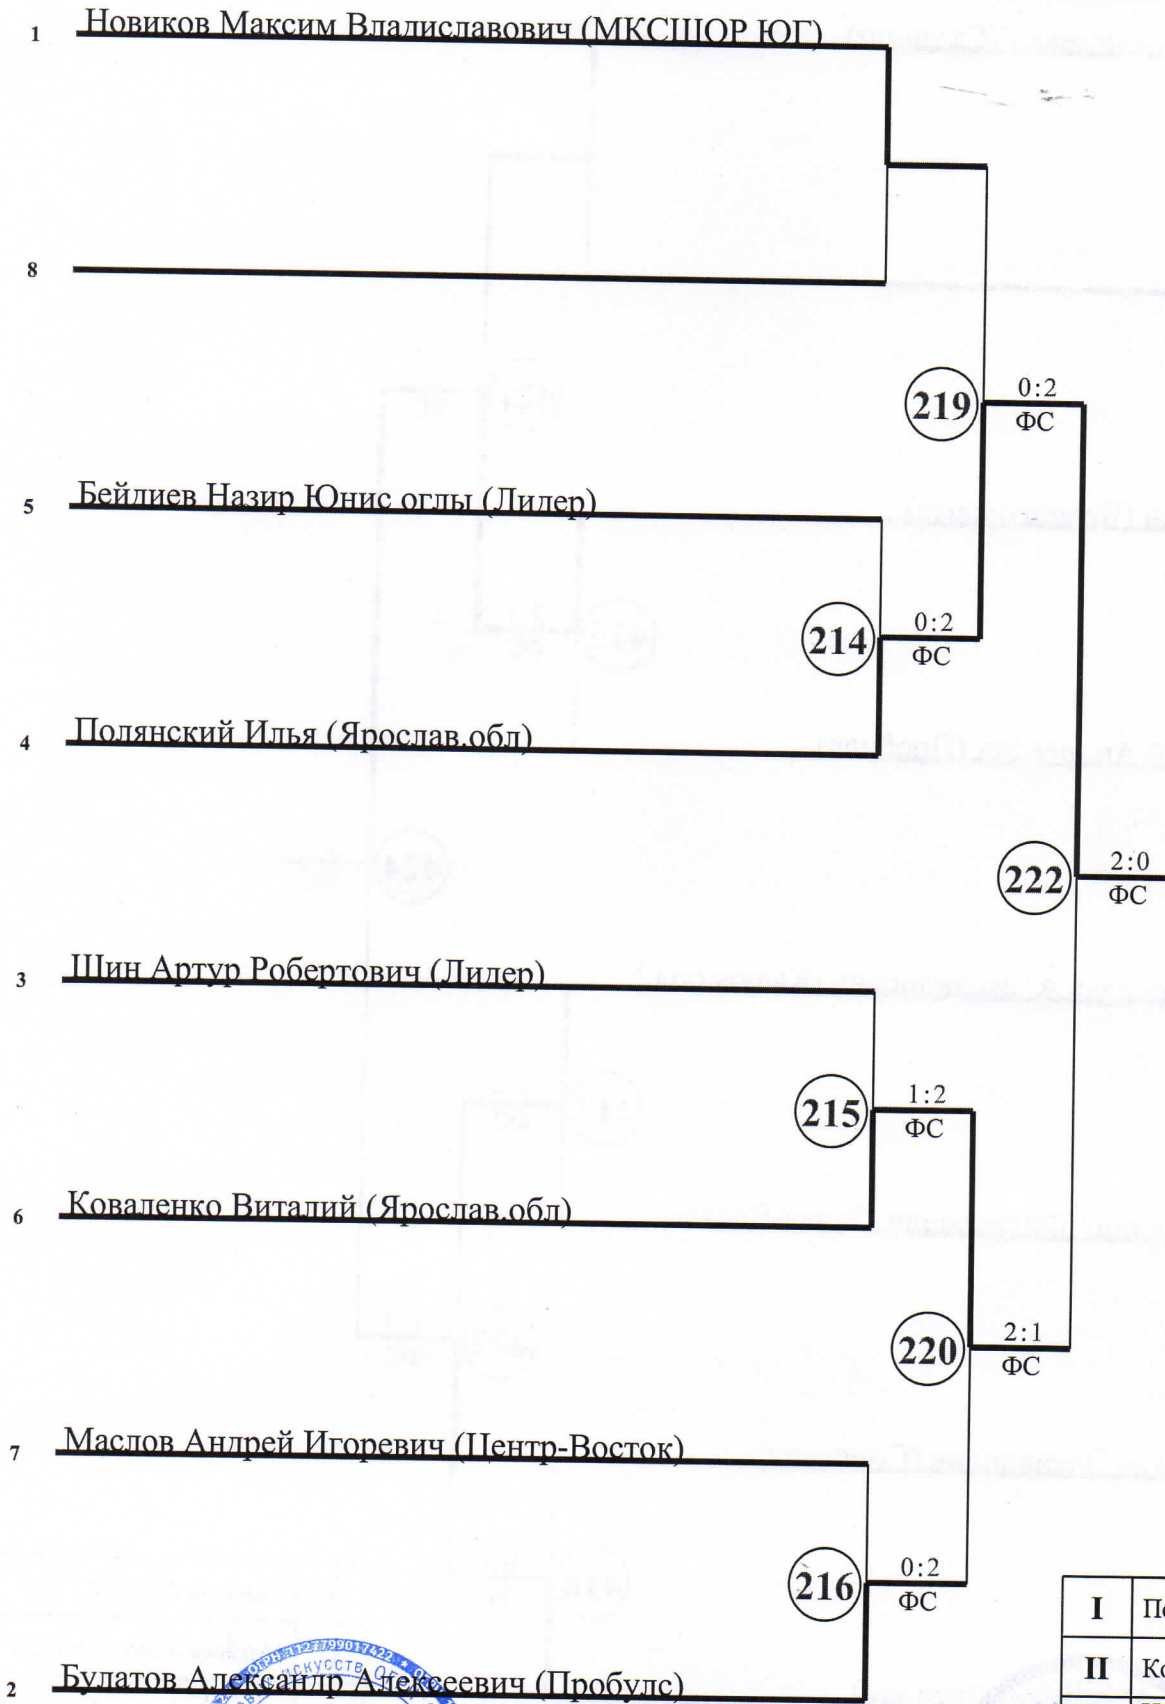 1 Новиков Максим Владиславович (МКСШОР ЮГ)
8
219 0:2
ФС
5 Бейдиев Назир Юнис оглы (Лидер)
214 0:2
ФС
4 Полянский Илья (Ярослав.обл)
222 2:0
ФС
3 Шин Артур Робертович (Лидер)
215 1:2
ФС
6 Коваленко Виталий (Ярослав.обл)
220 2:1
ФС
7 Маслов Андрей Игоревич (Центр-Восток)
216 0:2
ФС
I
II
2 Булатов Александр Алексеевич (Пробулс)
ОГРН 1127799017422
искусств